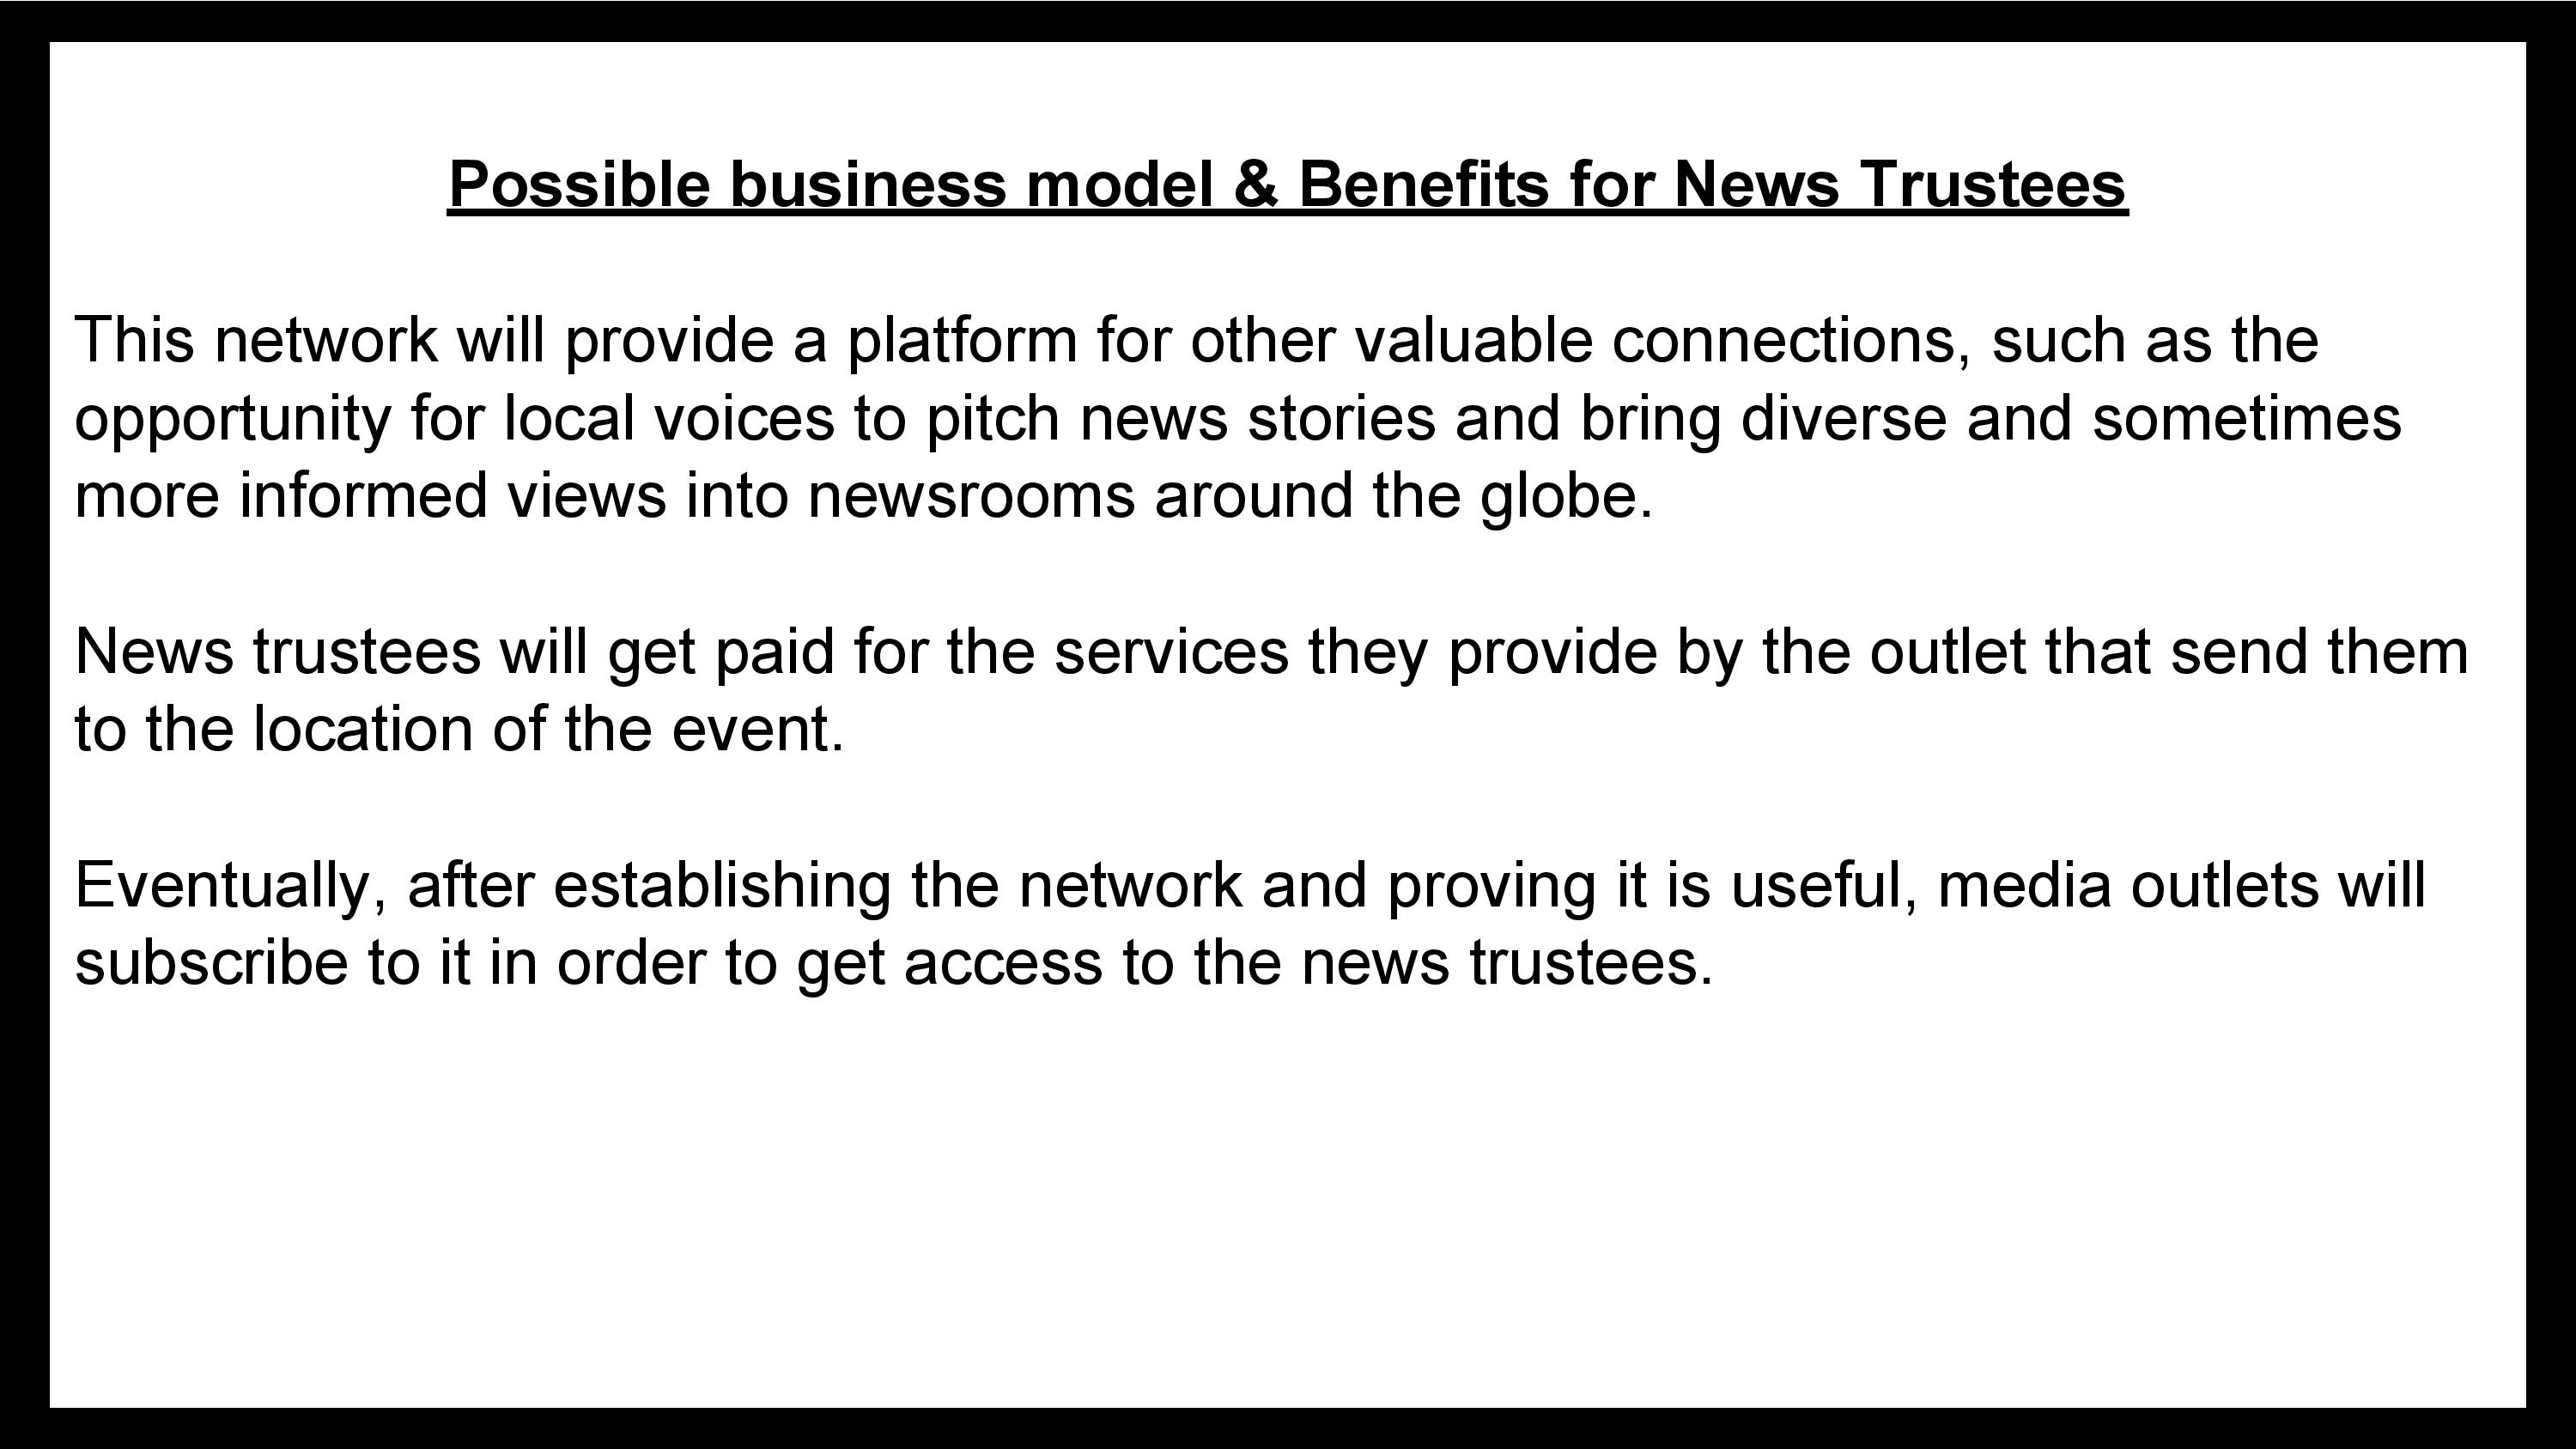 Possible business model & Benefits for News Trustees
This network will provide a platform for other valuable connections, such as the
opportunity for local voices to pitch news stories and bring diverse and sometimes
more informed views into newsrooms around the globe.
News trustees will get paid for the services they provide by the outlet that send them
to the location of the event.
Eventually, after establishing the network and proving it is useful, media outlets will
subscribe to it in order to get access to the news trustees.